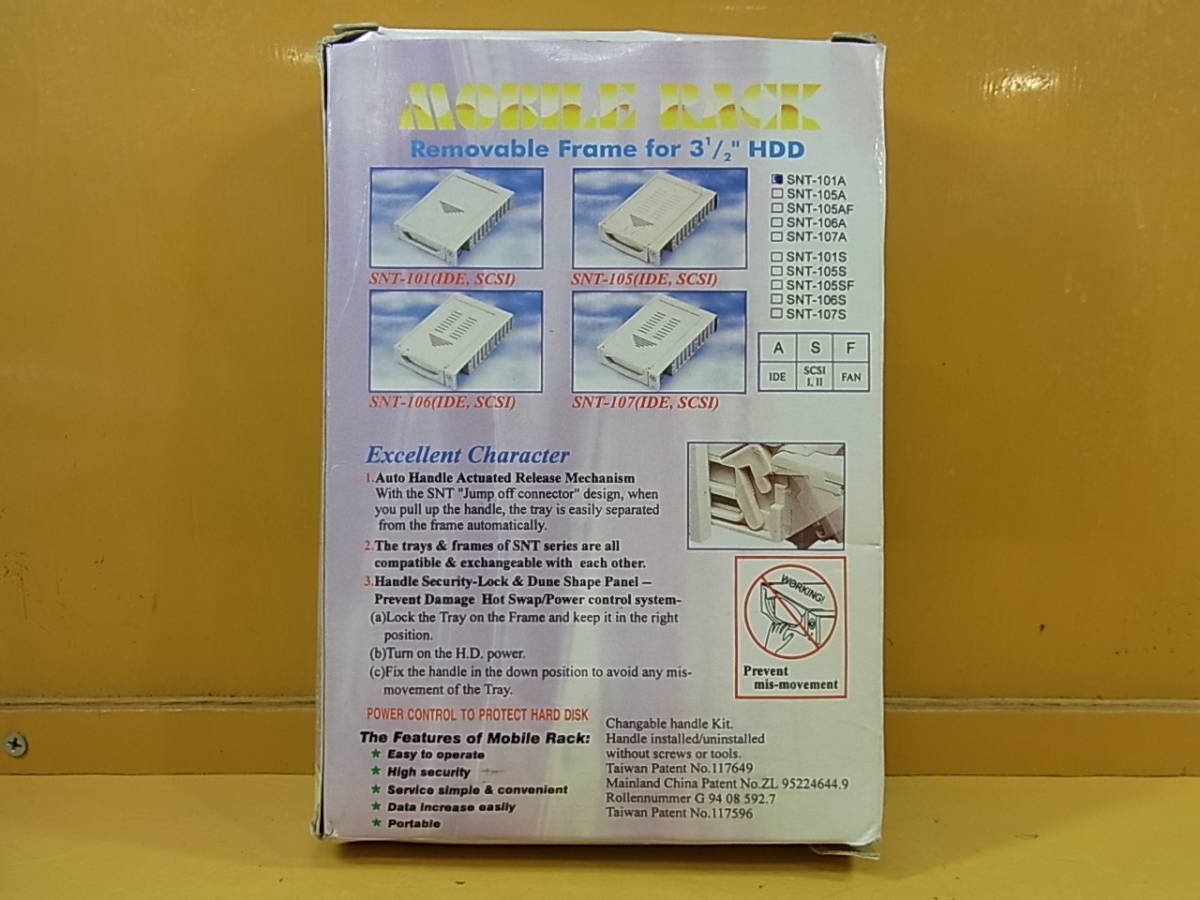 MOBILE RACK
Removable Frame for 3 1/2" HDD
SNT-101(IDE, SCSI)
SNT-105(IDE, SCSI)
SNT-106(IDE, SCSI)
SNT-107(IDE, SCSI)
SNT-101A
SNT-105A
SNT-105AF
SNT-106A
SNT-107A
SNT-101S
SNT-105S
SNT-105SF
SNT-106S
SNT-107S
A S F
IDE SCSI I, II FAN
Excellent Character
1.Auto Handle Actuated Release Mechanism
With the SNT "Jump off connector" design, when
you pull up the handle, the tray is easily separated
from the frame automatically.
2.The trays & frames of SNT series are all
compatible & exchangeable with each other.
3.Handle Security-Lock & Dune Shape Panel —
Prevent Damage Hot Swap/Power control system-
(a)Lock the Tray on the Frame and keep it in the right
position.
(b)Turn on the H.D. power.
(c)Fix the handle in the down position to avoid any mis-
movement of the Tray.
WORKING!
Prevent
mis-movement
POWER CONTROL TO PROTECT HARD DISK
The Features of Mobile Rack:
★ Easy to operate
★ High security
★ Service simple & convenient
★ Data increase easily
★ Portable
Changable handle Kit.
Handle installed/uninstalled
without screws or tools.
Taiwan Patent No.117649
Mainland China Patent No.ZL 95224644.9
Rollennummer G 94 08 592.7
Taiwan Patent No.117596